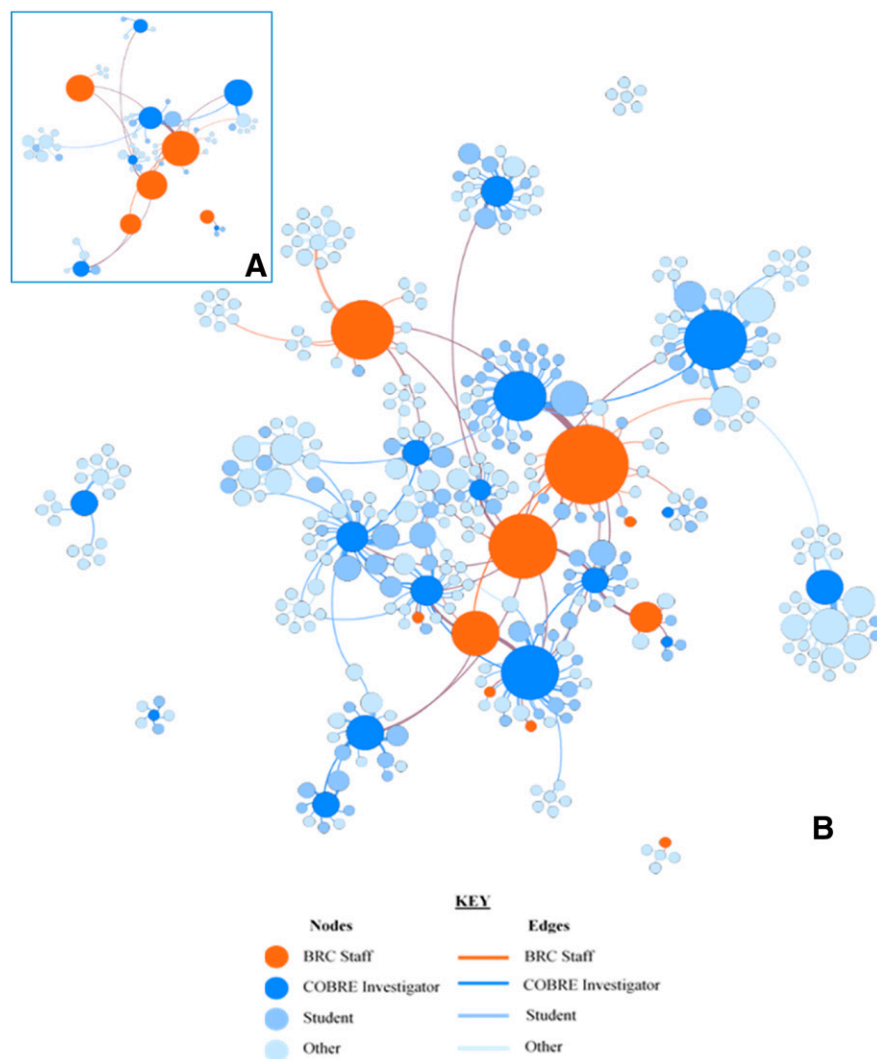 A
B
KEY
Nodes Edges
BRC Staff BRC Staff
COBRE Investigator COBRE Investigator
Student Student
Other Other